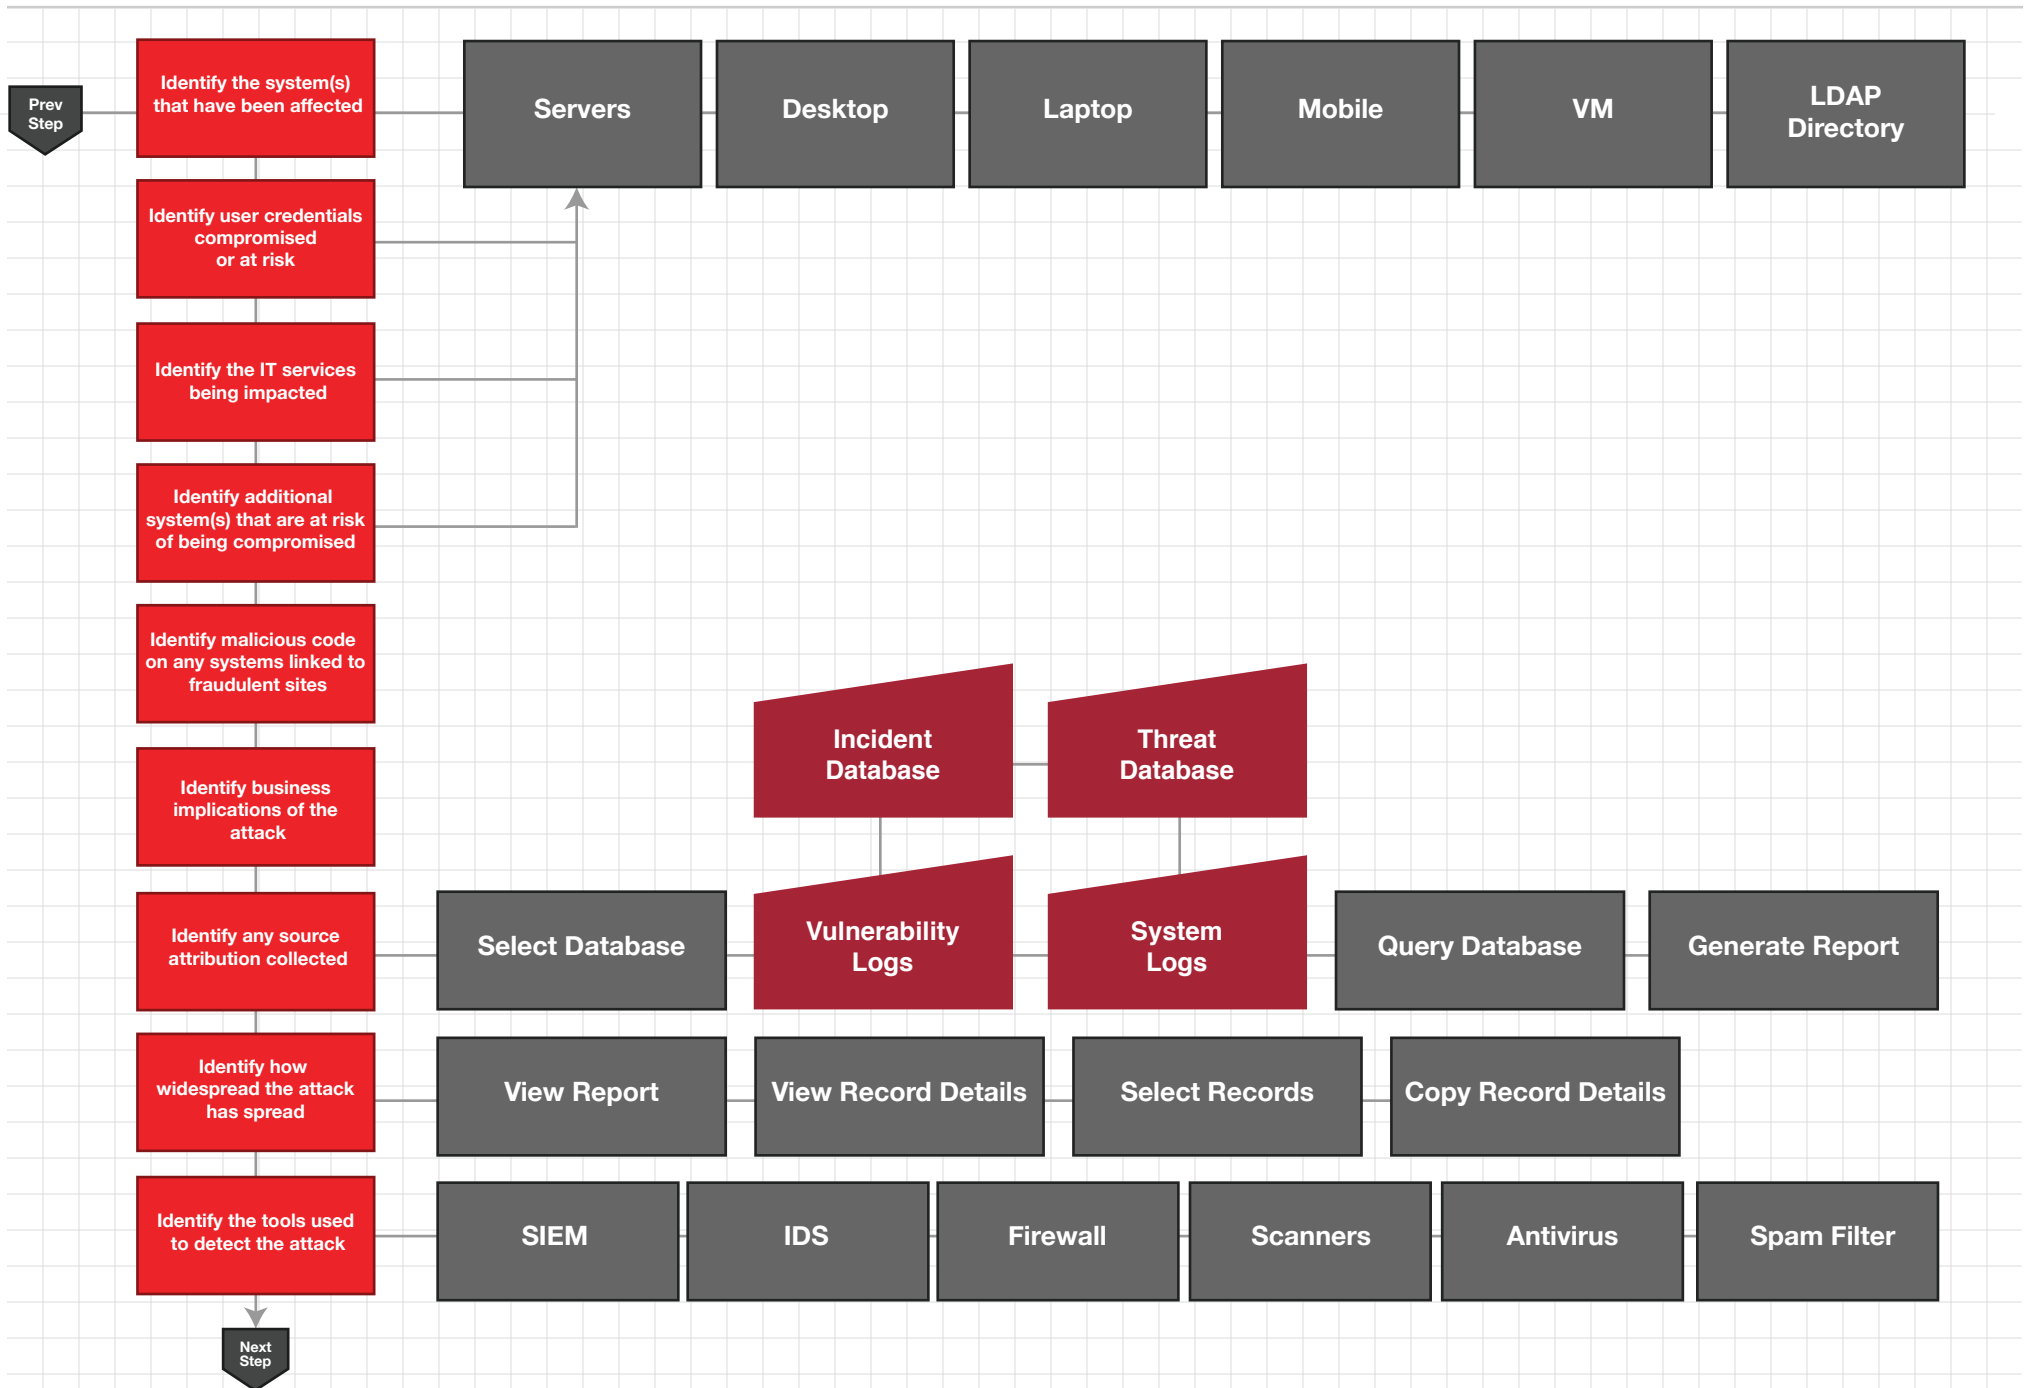 Prev
Step
Identify the system(s)
that have been affected
Servers
Desktop
Laptop
Mobile
VM
LDAP
Directory
Identify user credentials
compromised
or at risk
Identify the IT services
being impacted
Identify additional
system(s) that are at risk
of being compromised
Identify malicious code
on any systems linked to
fraudulent sites
Identify business
implications of the
attack
Incident
Database
Threat
Database
Identify any source
attribution collected
Select Database
Vulnerability
Logs
System
Logs
Query Database
Generate Report
Identify how
widespread the attack
has spread
View Report
View Record Details
Select Records
Copy Record Details
Identify the tools used
to detect the attack
SIEM
IDS
Firewall
Scanners
Antivirus
Spam Filter
Next
Step